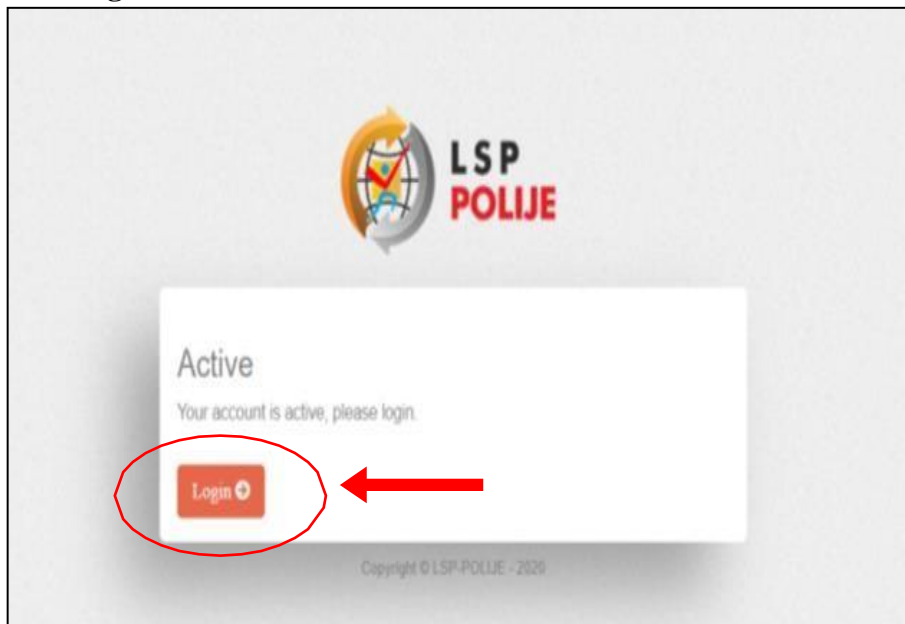 LSP
POLIJE
Active
Your account is active, please login.
Login
Copyright © LSP-POLIJE - 2020